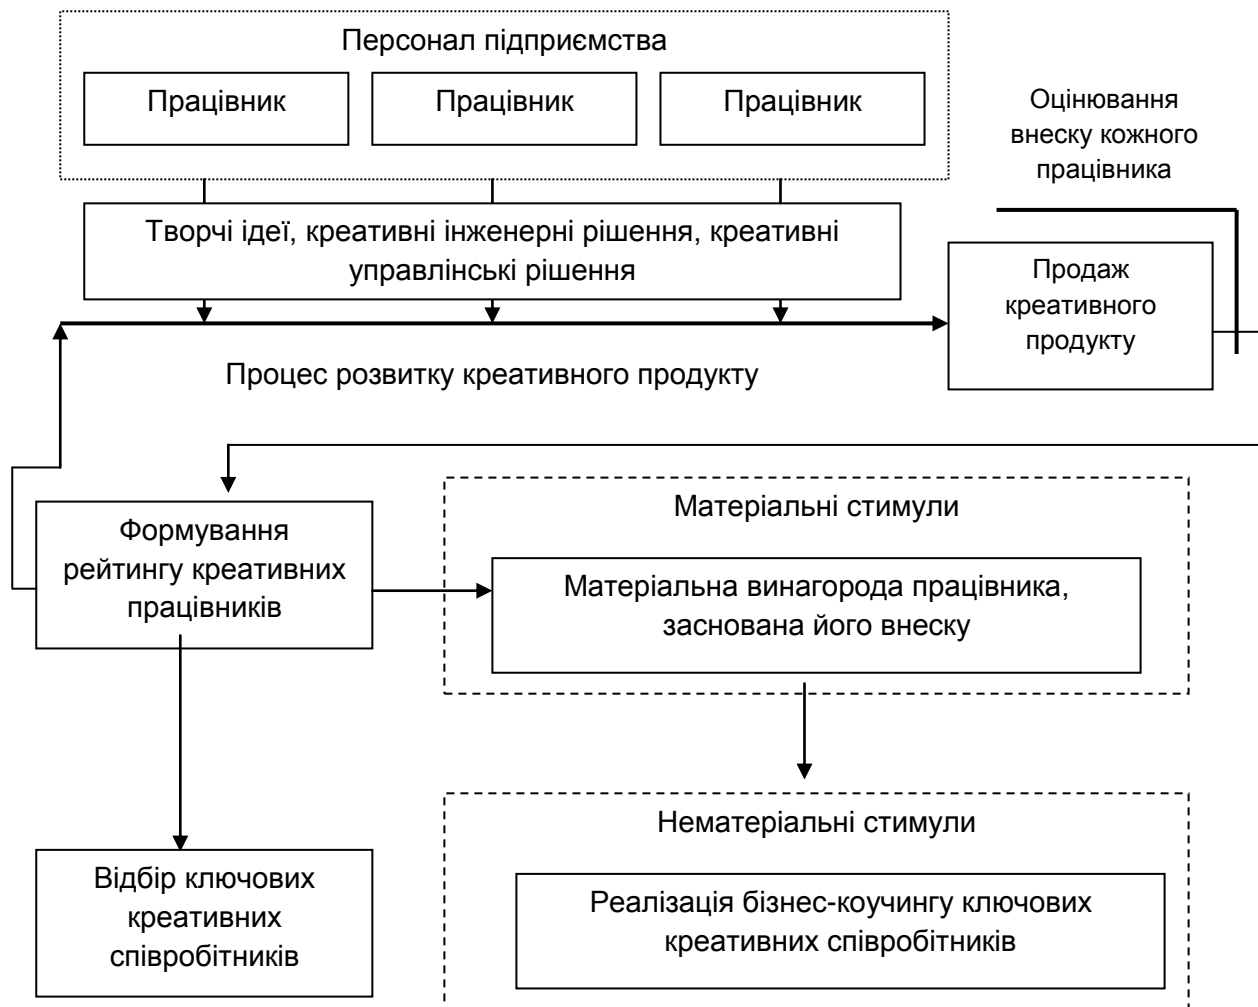 Персонал підприємства
Працівник
Працівник
Працівник
Оцінювання
внеску кожного
працівника
Творчі ідеї, креативні інженерні рішення, креативні
управлінські рішення
Продаж
креативного
продукту
Процес розвитку креативного продукту
Формування
рейтингу креативних
працівників
Матеріальні стимули
Матеріальна винагорода працівника,
заснована його внеску
Нематеріальні стимули
Відбір ключових
креативних
співробітників
Реалізація бізнес-коучингу ключових
креативних співробітників